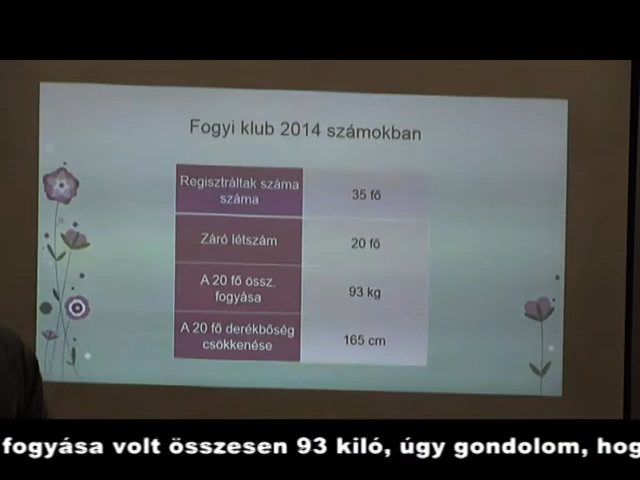 Fogyi klub 2014 számokban
Regisztráltak száma
száma
35 fő
Záró létszám
20 fő
A 20 fő össz.
fogyása
93 kg
A 20 fő derékbőség
csökkenése
165 cm
fogyása volt összesen 93 kiló, úgy gondolom, hog